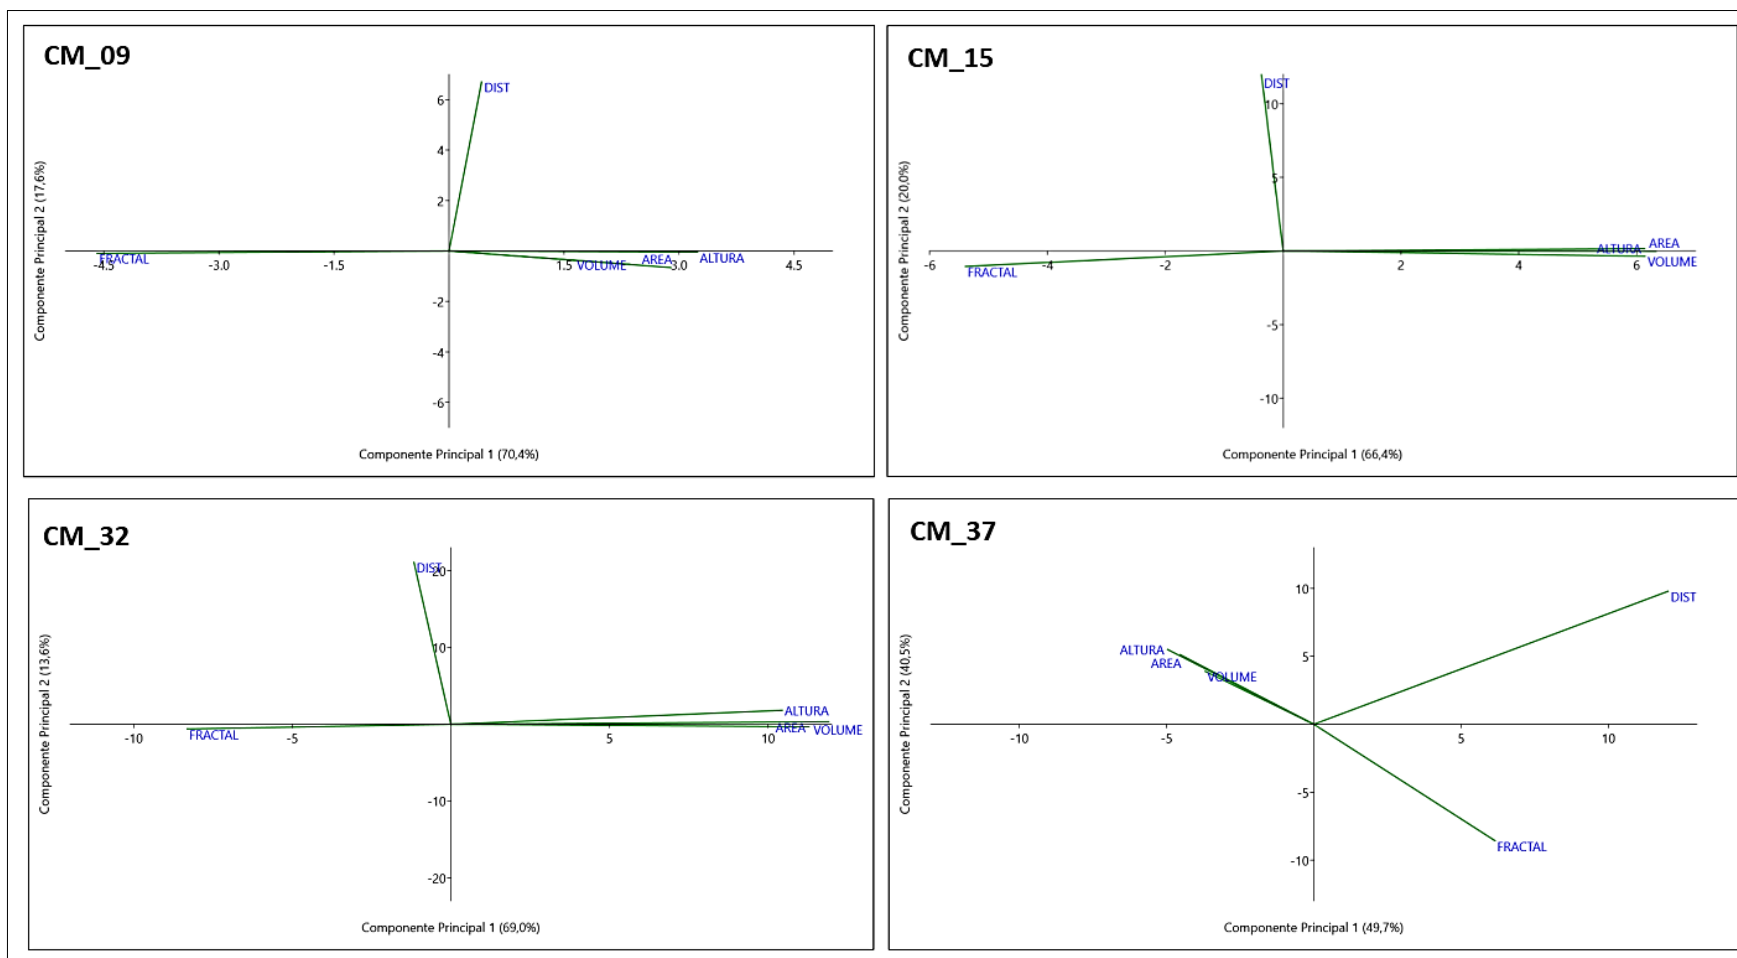 CM_09
DIST
6
4
2
-4.5
-3.0
-1.5
1.5
3.0
4.5
FRACTAL
VOLUME
AREA
ALTURA
-2
-4
-6
Componente Principal 2 (17,6%)
Componente Principal 1 (70,4%)
CM_15
DIST
10
5
AREA
ALTURA
VOLUME
-6
-4
-2
2
4
6
FRACTAL
-5
-10
Componente Principal 2 (20,0%)
Componente Principal 1 (66,4%)
CM_32
DIST
20
10
ALTURA
AREA
VOLUME
FRACTAL
-10
-5
5
10
-10
-20
Componente Principal 2 (13,6%)
Componente Principal 1 (69,0%)
CM_37
10
DIST
5
ALTURA
AREA
VOLUME
-10
-5
5
10
-5
FRACTAL
-10
Componente Principal 2 (40,5%)
Componente Principal 1 (49,7%)